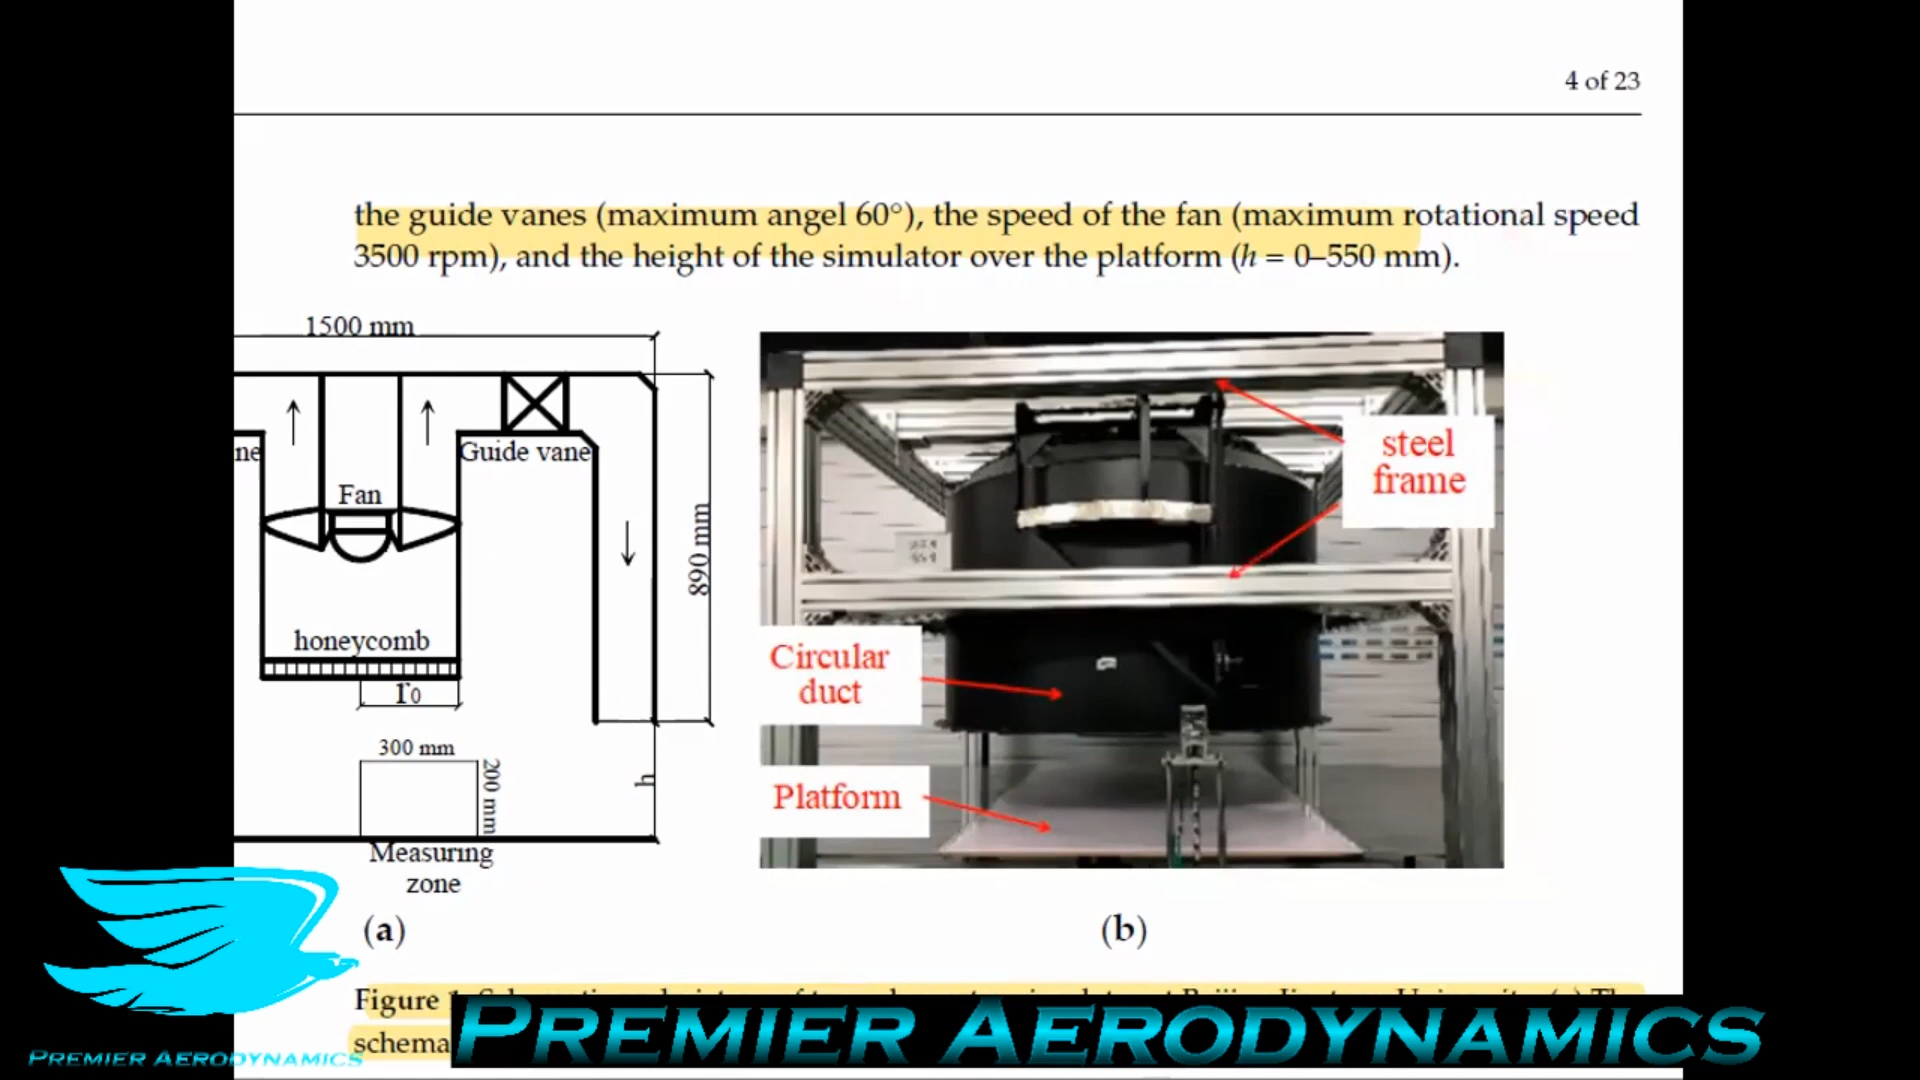 4 of 23
the guide vanes (maximum angel 60°), the speed of the fan (maximum rotational speed
3500 rpm), and the height of the simulator over the platform (h = 0–550 mm).
1500 mm
ne
Guide vane
Fan
890 mm
honeycomb
r0
300 mm
200 mm
h
Measuring
zone
(a)
steel
frame
Circular
duct
Platform
(b)
Figure
schema
PREMIER AERODYNAMICS
PREMIER AERODYNAMICS